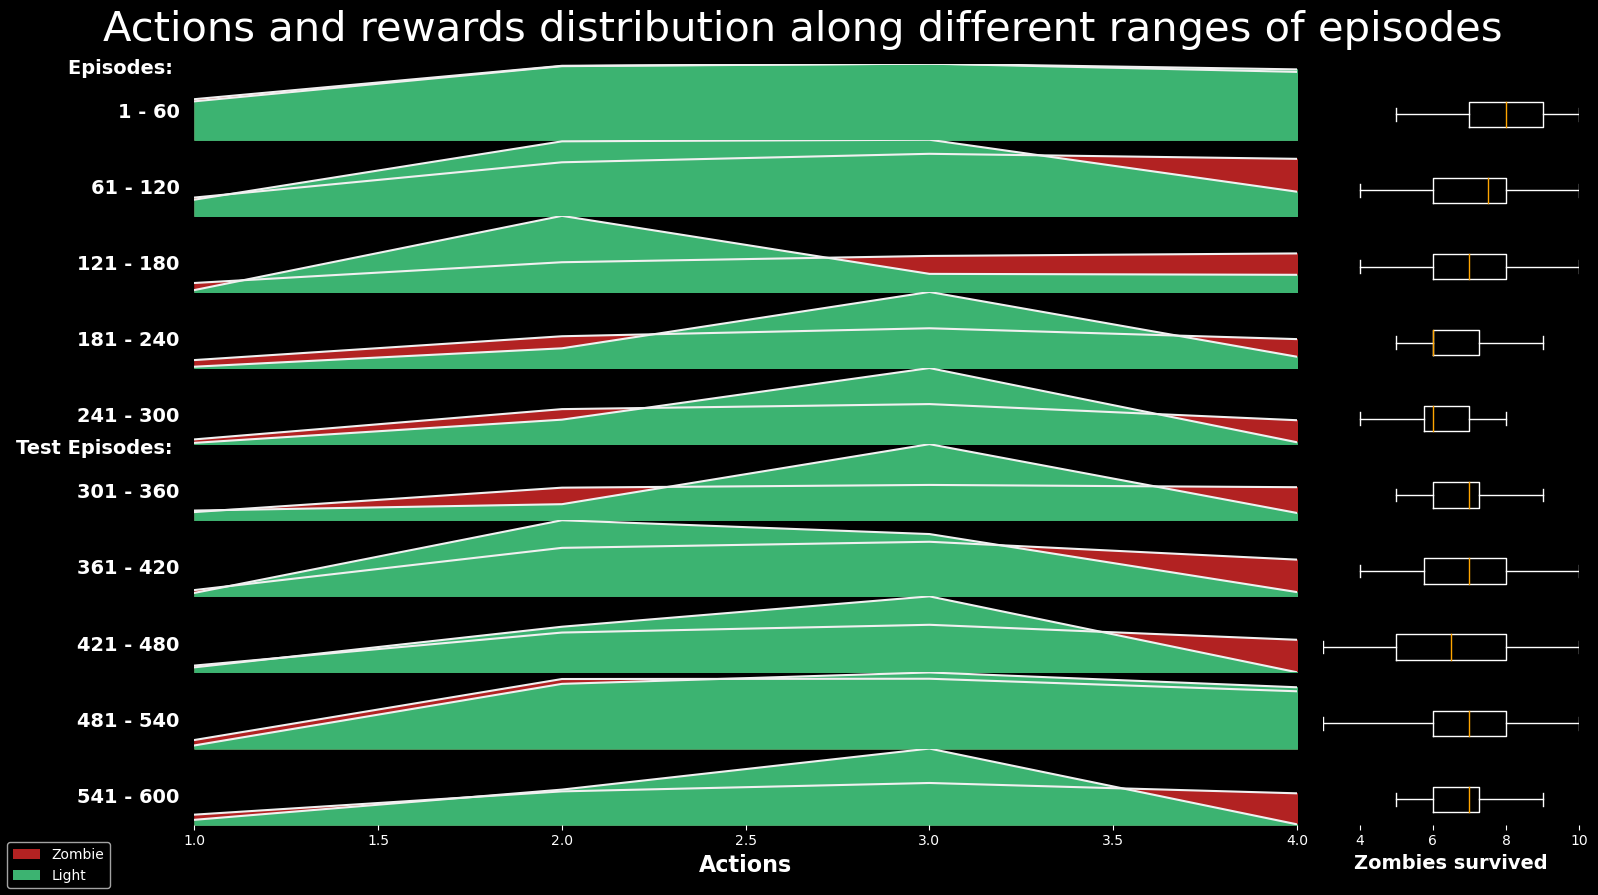 Actions and rewards distribution along different ranges of episodes
Episodes:
1 - 60
61 - 120
121 - 180
181 - 240
241 - 300
Test Episodes:
301 - 360
361 - 420
421 - 480
481 - 540
541 - 600
1.0 1.5 2.0 2.5 3.0 3.5 4.0
Actions
4 6 8 10
Zombies survived
Zombie
Light